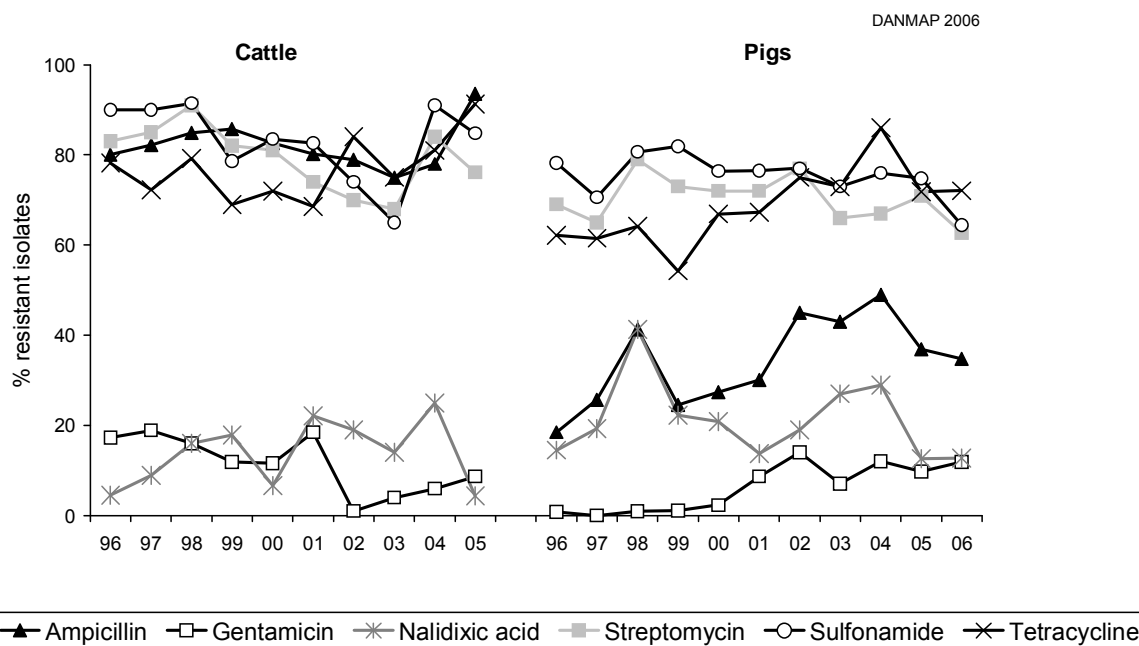 DANMAP 2006
Cattle Pigs
% resistant isolates
100
80
60
40
20
0
96 97 98 99 00 01 02 03 04 05 96 97 98 99 00 01 02 03 04 05 06
Ampicillin Gentamicin Nalidixic acid Streptomycin Sulfonamide Tetracycline